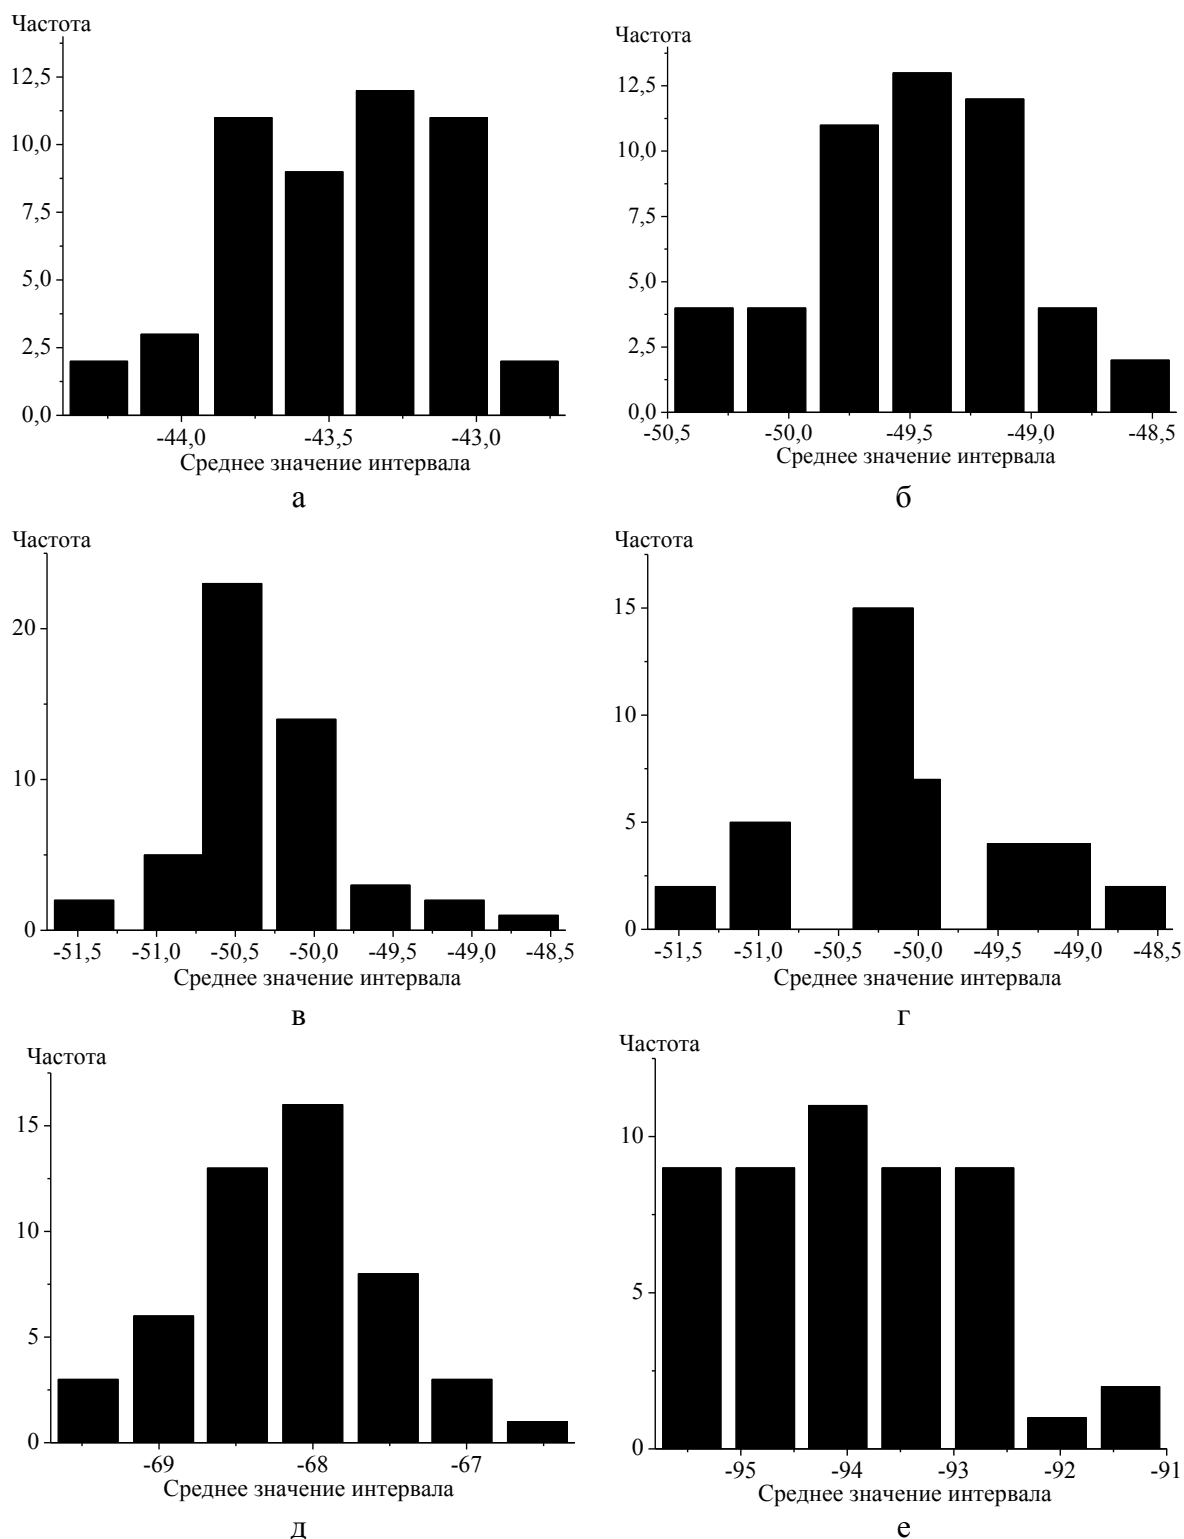 Частота
12,5
10,0
7,5
5,0
2,5
0,0
-44,0 -43,5 -43,0
Среднее значение интервала
а
Частота
12,5
10,0
7,5
5,0
2,5
0,0
-50,5 -50,0 -49,5 -49,0 -48,5
Среднее значение интервала
б
Частота
20
10
0
-51,5 -51,0 -50,5 -50,0 -49,5 -49,0 -48,5
Среднее значение интервала
в
Частота
15
10
5
0
-51,5 -51,0 -50,5 -50,0 -49,5 -49,0 -48,5
Среднее значение интервала
г
Частота
15
10
5
0
-69 -68 -67
Среднее значение интервала
д
Частота
10
5
0
-95 -94 -93 -92 -91
Среднее значение интервала
е